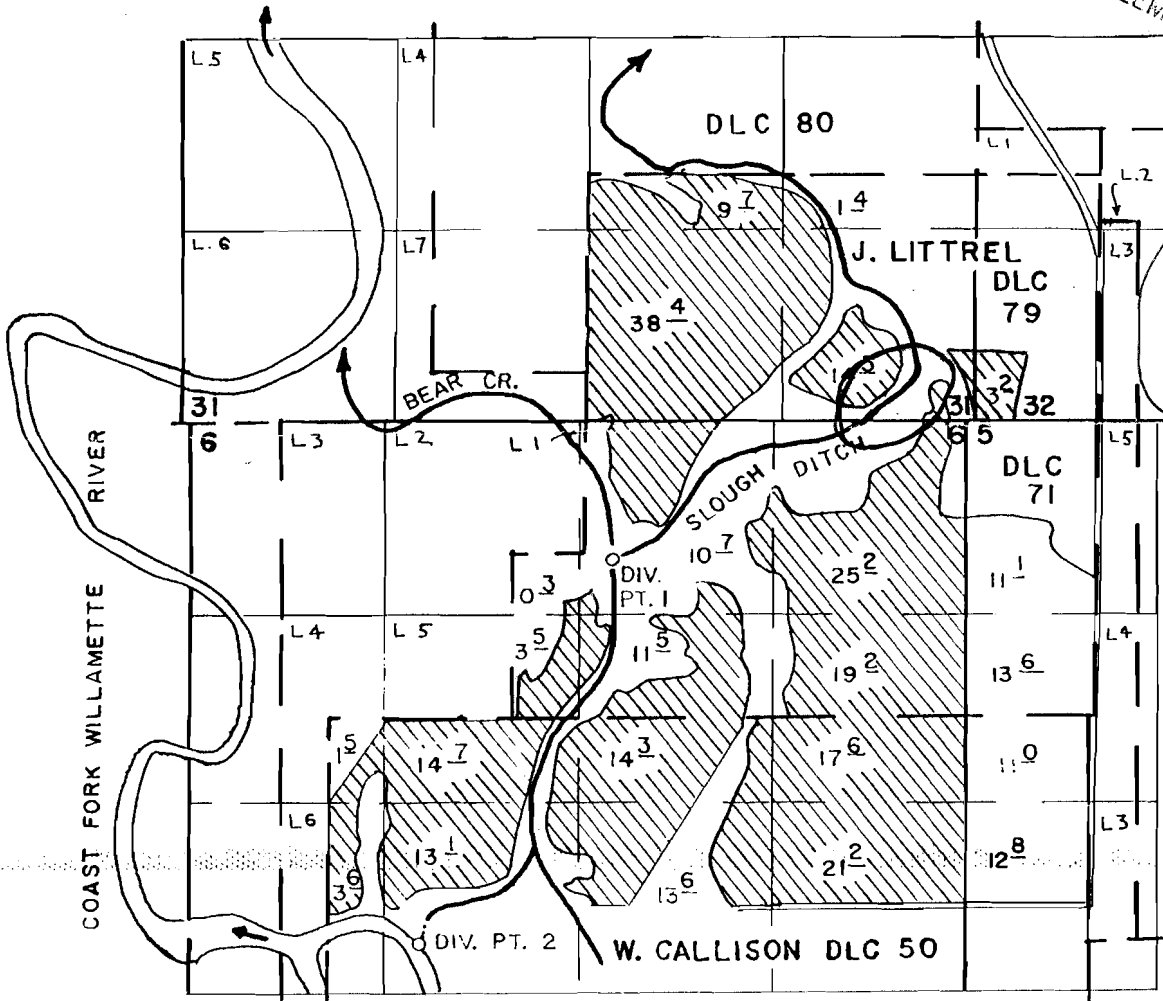 L.5
L4
DLC 80
L1
L.2
9 7
1 4
L.6
L7
J. LITTREL
L3
DLC
79
38 4
3 2
BEAR CR.
31
6
31
6
32
5
L3
L2
L1
L5
SLOUGH DITCH
DLC
71
COAST FORK WILLAMETTE RIVER
10 7
DIV.
PT. 1
25 2
11 1
0 3
L4
L5
3 5
11 5
19 2
13 6
L4
1 5
14 7
14 3
17 6
11 0
L6
13 1
L3
3 6
13 6
21 2
12 8
DIV. PT. 2
W. CALLISON DLC 50